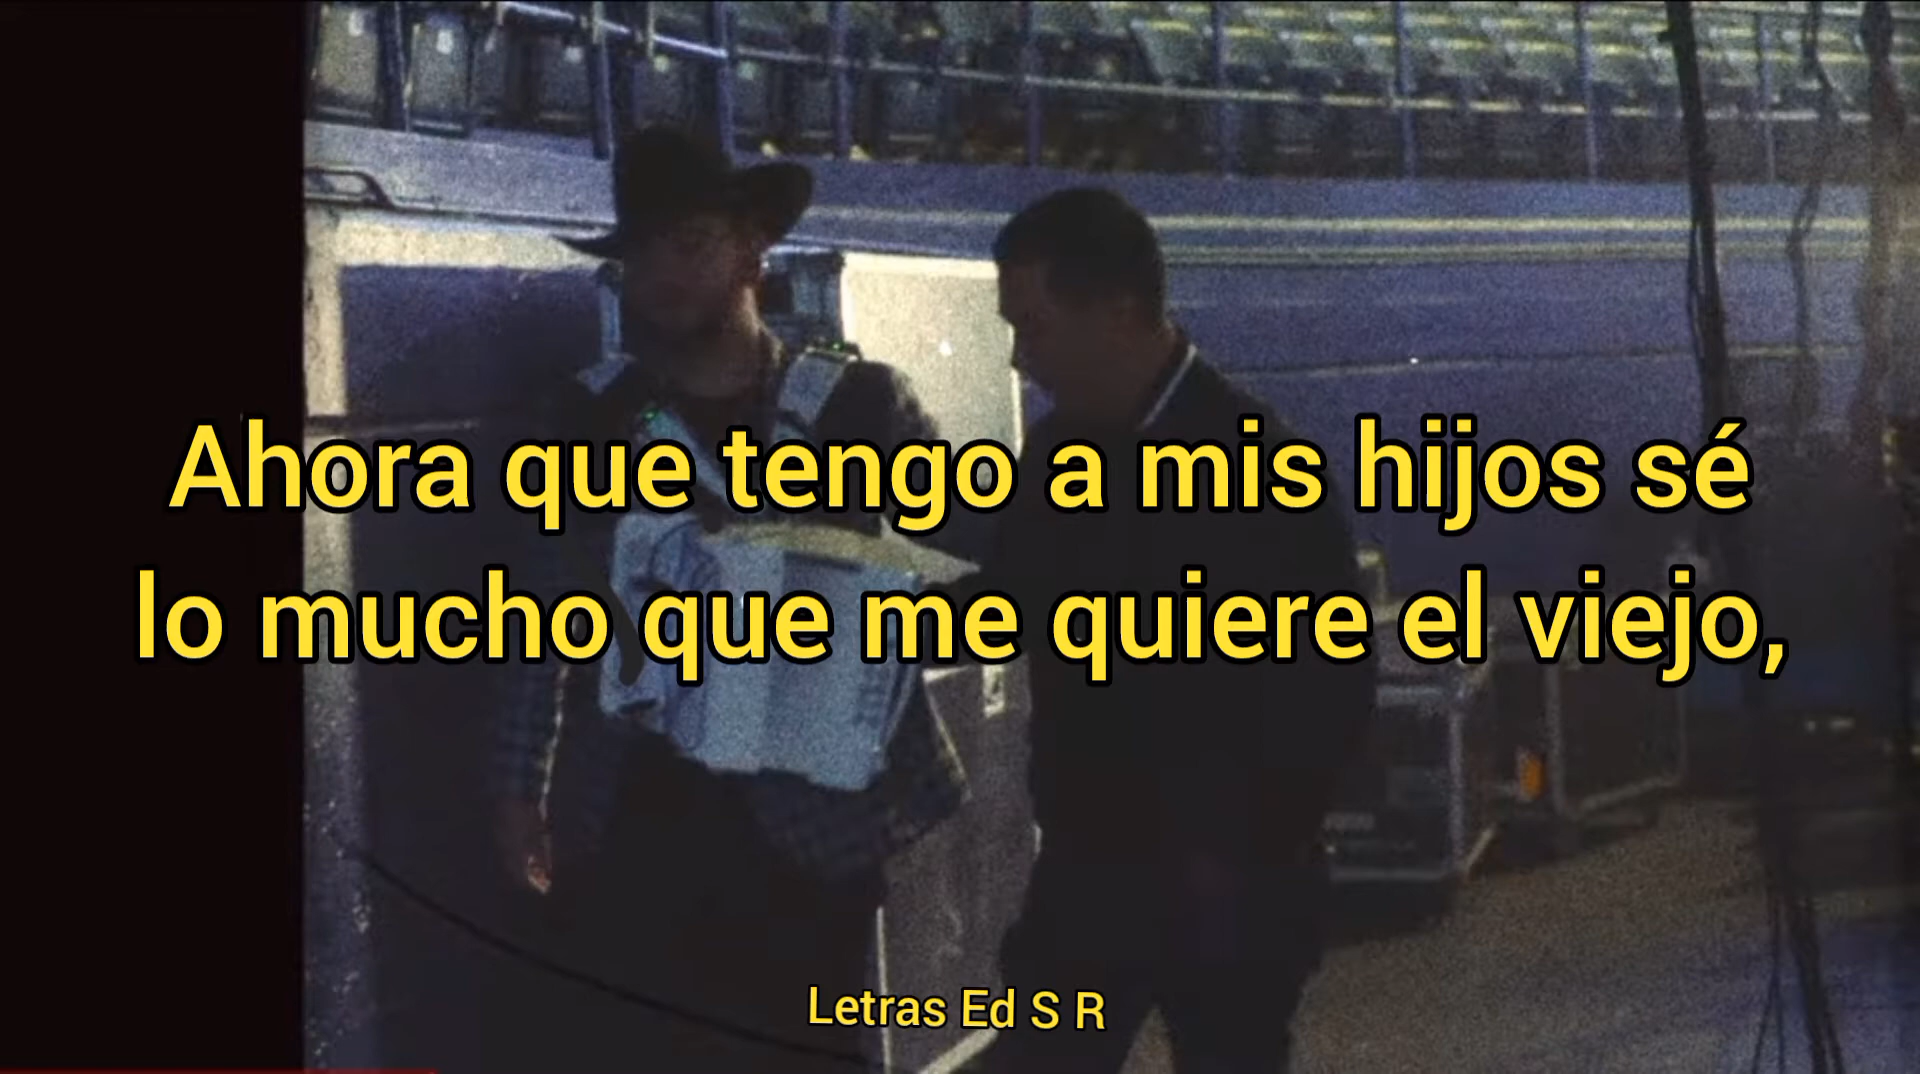 Ahora que tengo a mis hijos sé
lo mucho que me quiere el viejo,
Letras Ed S R